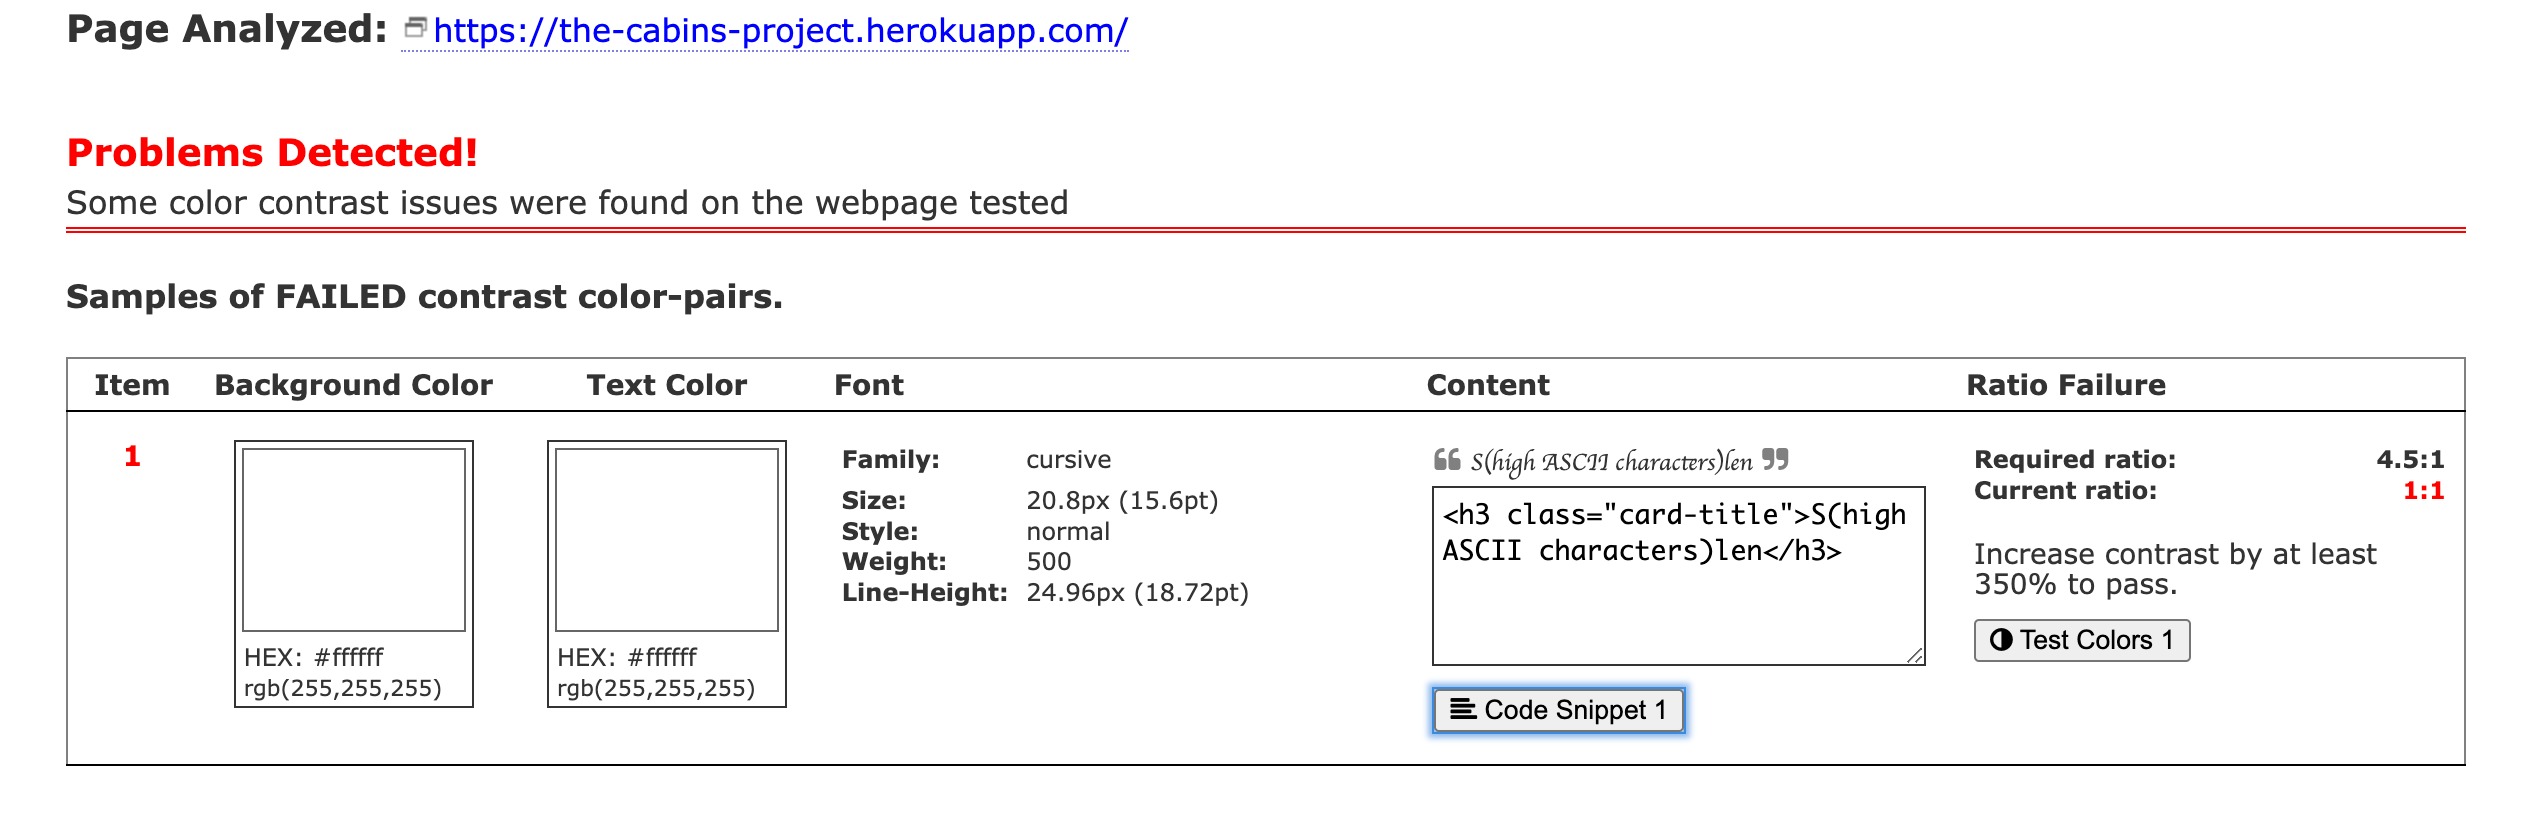 Page Analyzed: https://the-cabins-project.herokuapp.com/
Problems Detected!
Some color contrast issues were found on the webpage tested
Samples of FAILED contrast color-pairs.
Item Background Color Text Color Font Content Ratio Failure
1
HEX: #ffffff
rgb(255,255,255)
HEX: #ffffff
rgb(255,255,255)
Family: cursive
Size: 20.8px (15.6pt)
Style: normal
Weight: 500
Line-Height: 24.96px (18.72pt)
❝ S(high ASCII characters)len ❞
<h3 class="card-title">S(high
ASCII characters)len</h3>
Code Snippet 1
Required ratio: 4.5:1
Current ratio: 1:1
Increase contrast by at least
350% to pass.
Test Colors 1